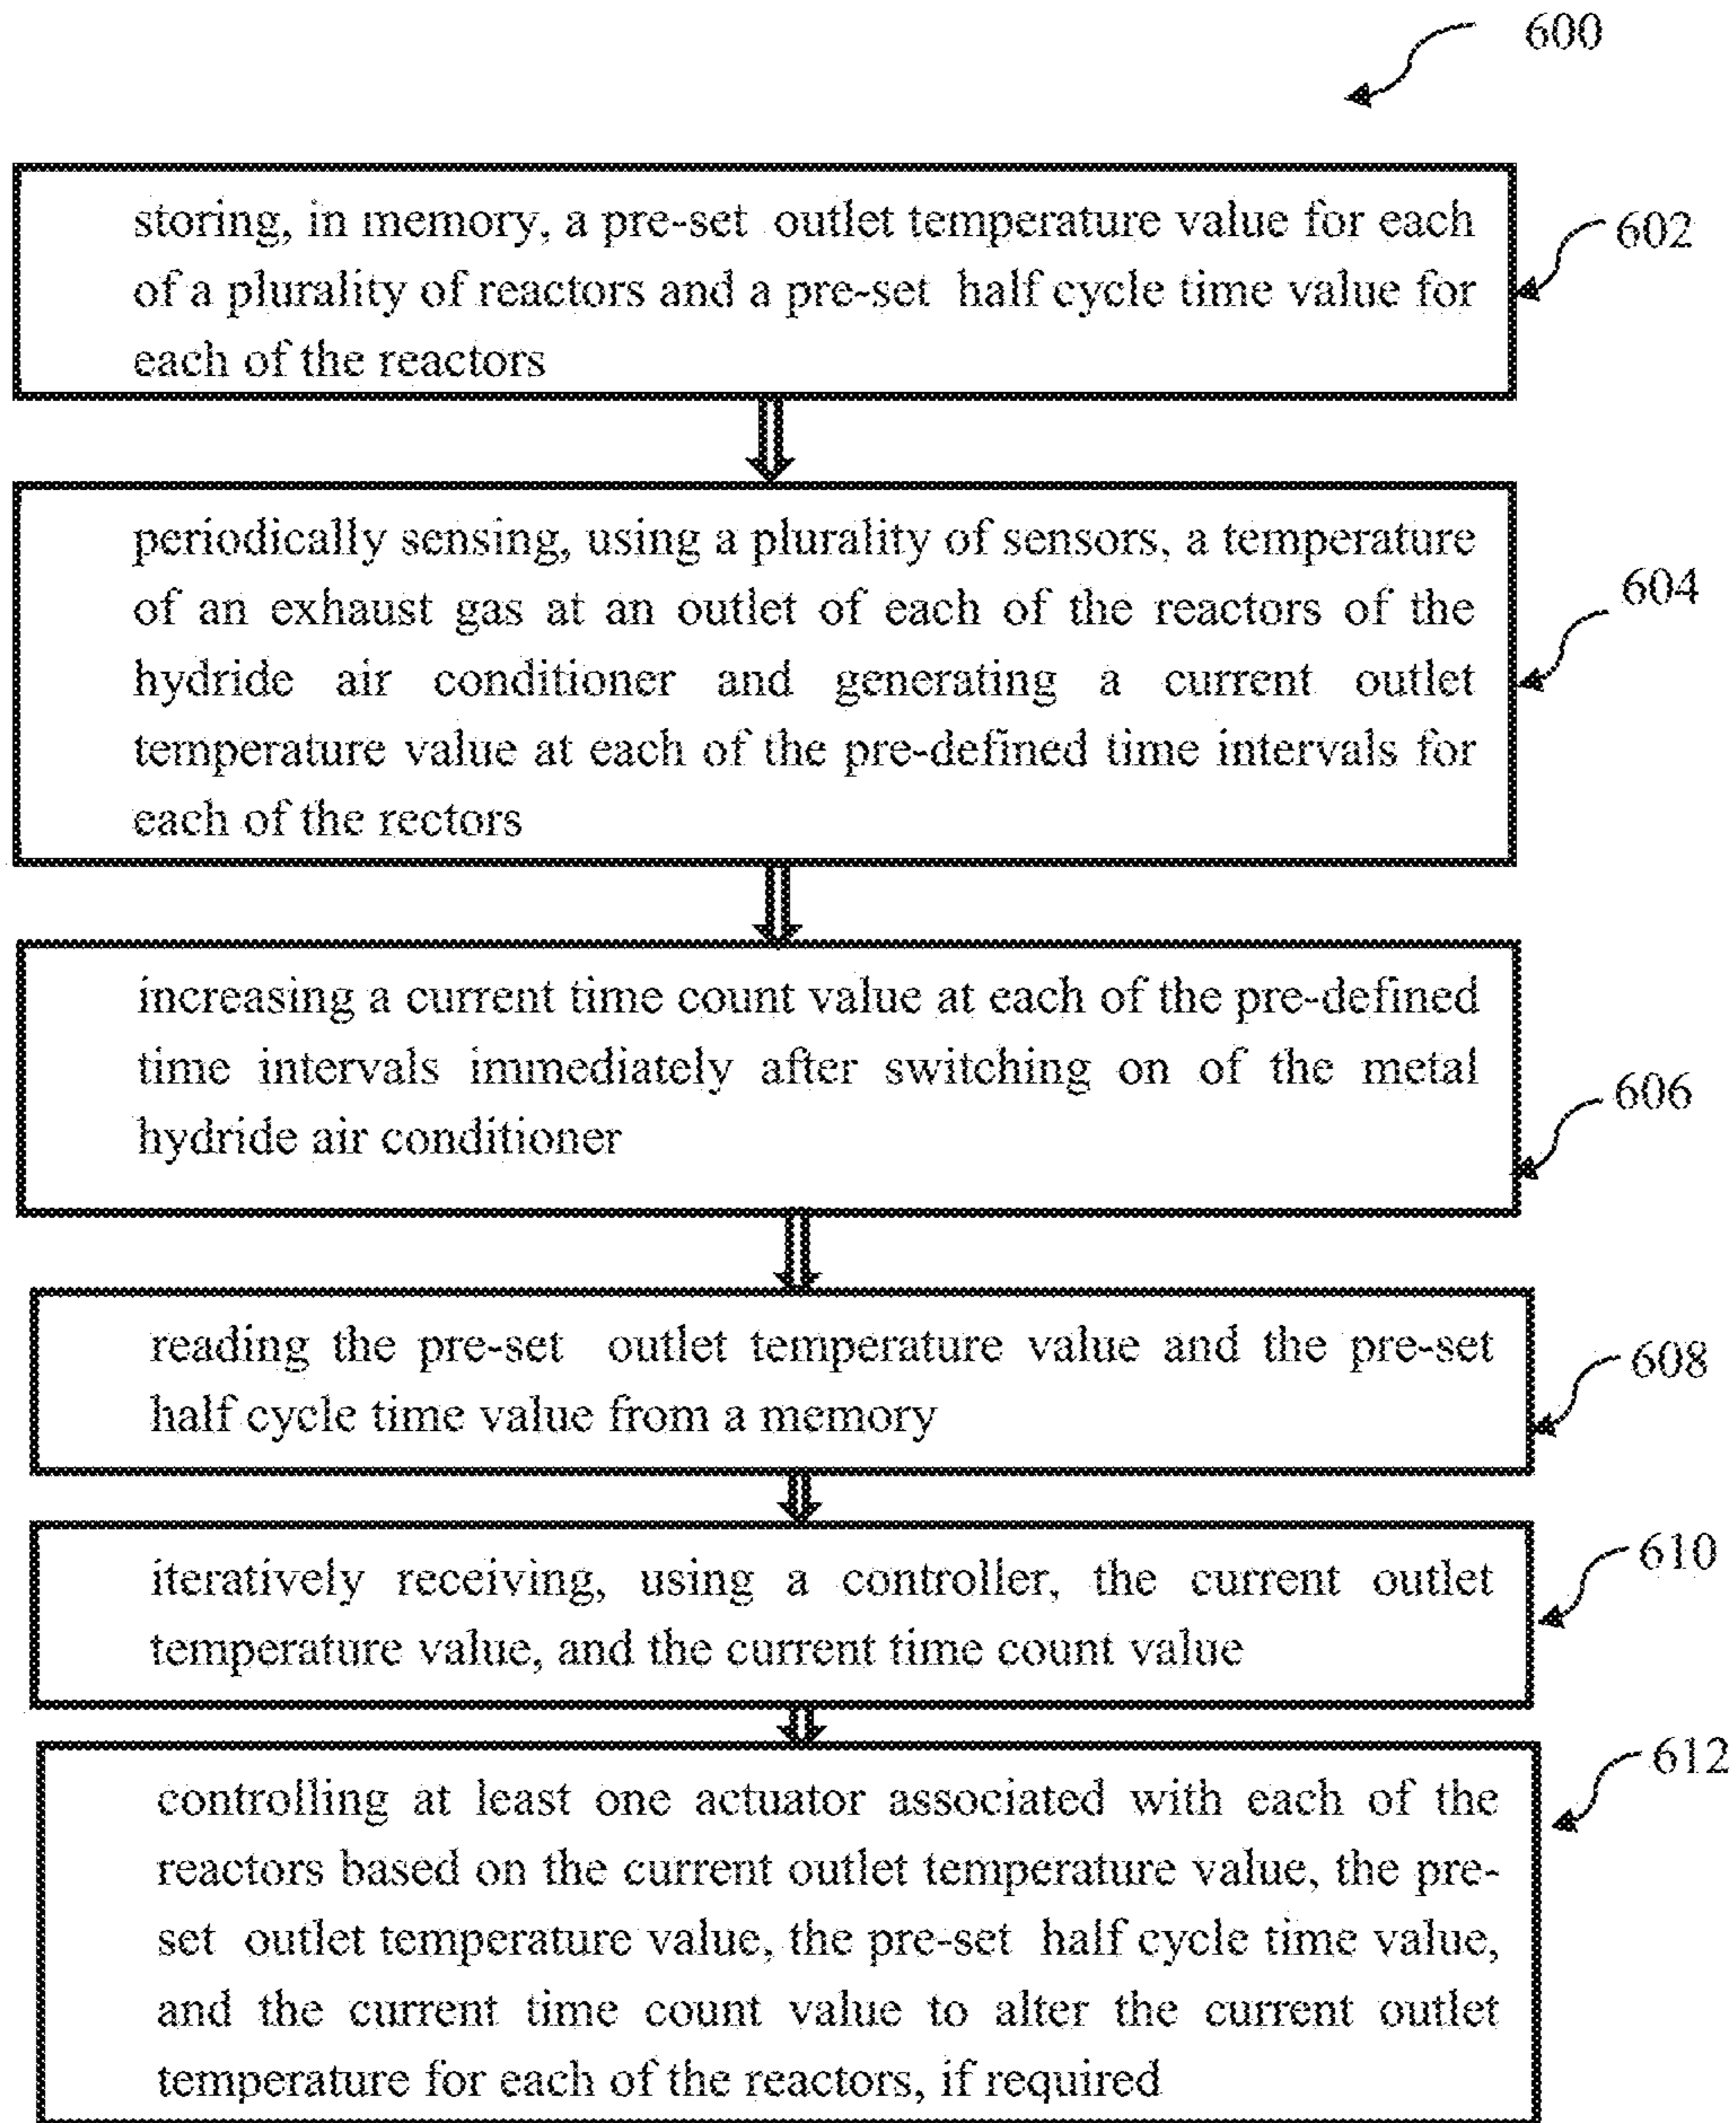 600
storing, in memory, a pre-set outlet temperature value for each
of a plurality of reactors and a pre-set half cycle time value for
each of the reactors
602
periodically sensing, using a plurality of sensors, a temperature
of an exhaust gas at an outlet of each of the reactors of the
hydride air conditioner and generating a current outlet
temperature value at each of the pre-defined time intervals for
each of the rectors
604
increasing a current time count value at each of the pre-defined
time intervals immediately after switching on of the metal
hydride air conditioner
606
reading the pre-set outlet temperature value and the pre-set
half cycle time value from a memory
608
iteratively receiving, using a controller, the current outlet
temperature value, and the current time count value
610
controlling at least one actuator associated with each of the
reactors based on the current outlet temperature value, the pre-
set outlet temperature value, the pre-set half cycle time value,
and the current time count value to alter the current outlet
temperature for each of the reactors, if required
612